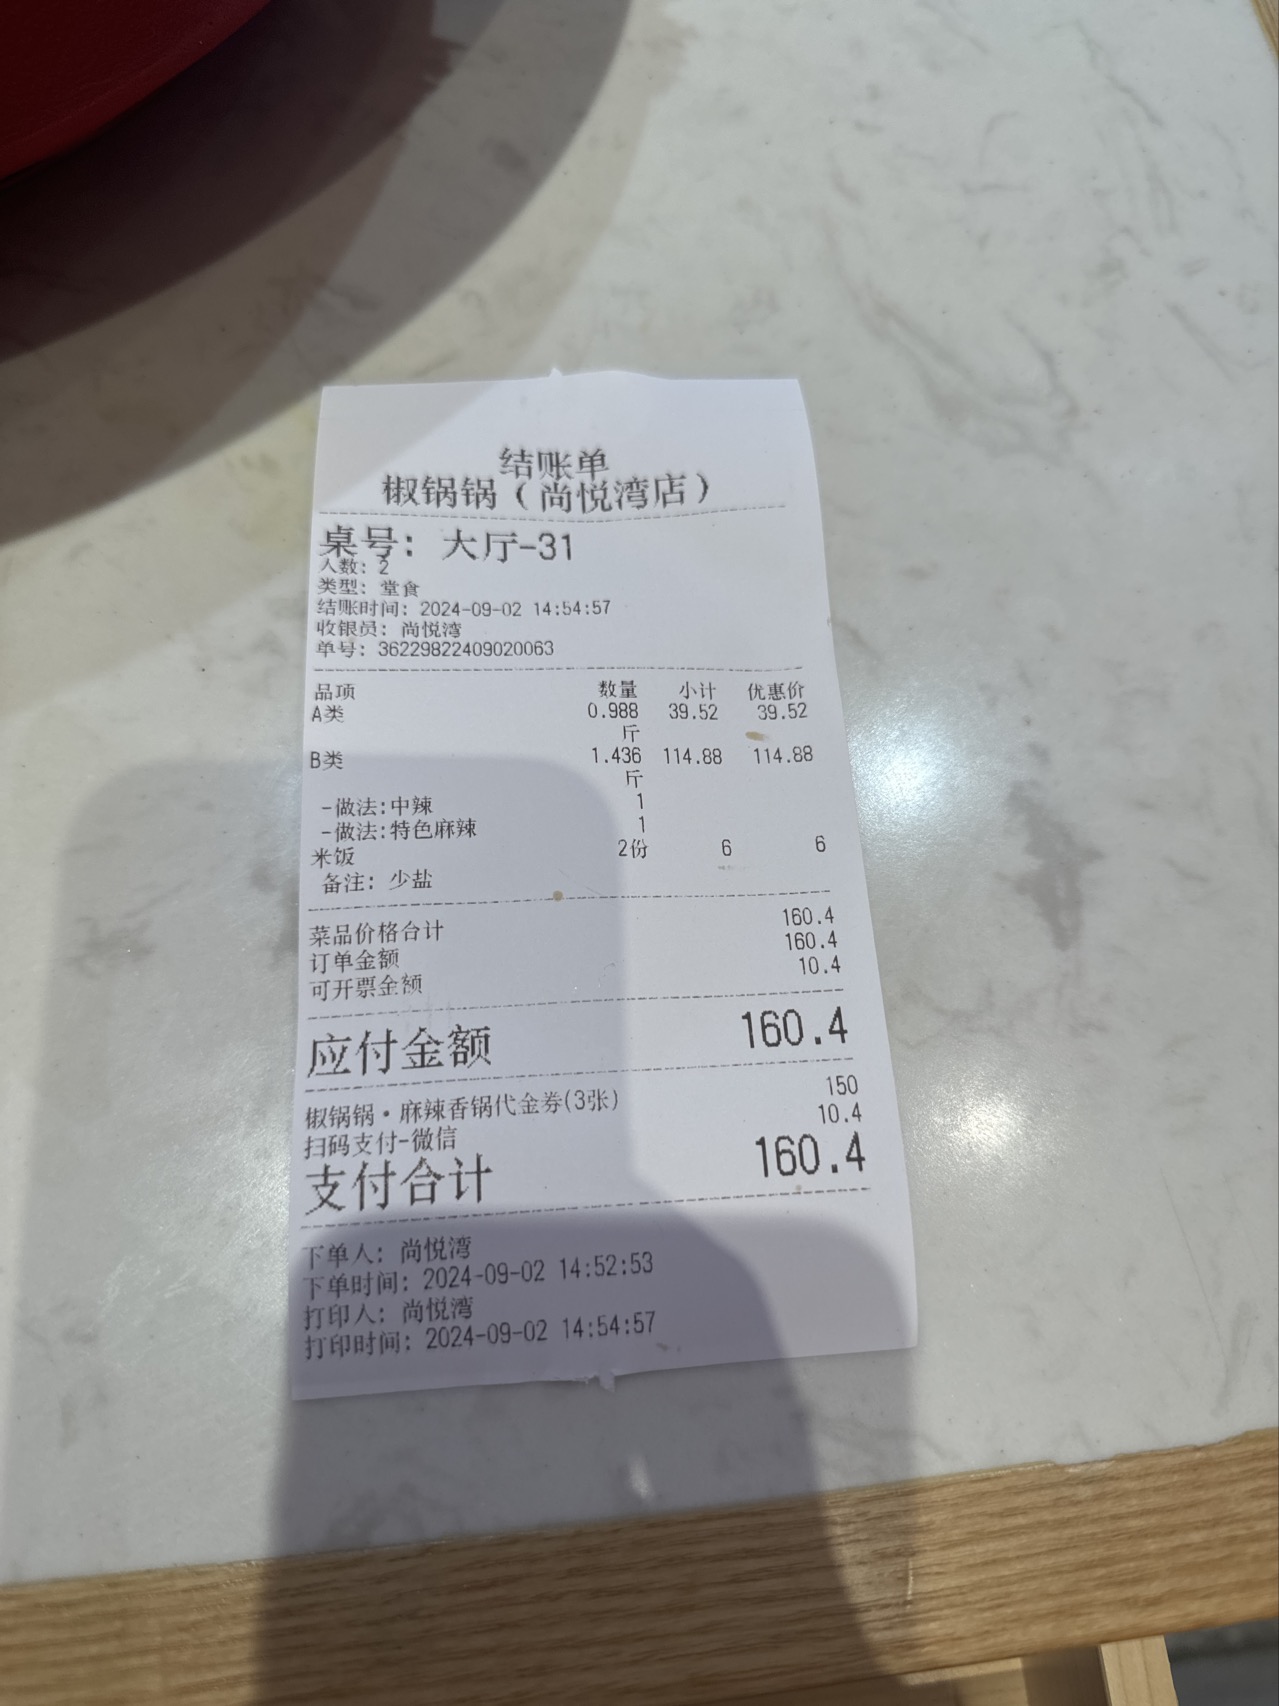 结账单
椒锅锅（尚悦湾店）
桌号：大厅-31
人数：2
类型：堂食
结账时间：2024-09-02 14:54:57
收银员：尚悦湾
单号：36229822409020063
品项 数量 小计 优惠价
A类 0.988 39.52 39.52
斤
B类 1.436 114.88 114.88
斤
-做法:中辣 1
-做法:特色麻辣 1
米饭 2份 6 6
备注：少盐
菜品价格合计 160.4
订单金额 160.4
可开票金额 10.4
应付金额 160.4
椒锅锅·麻辣香锅代金券(3张) 150
扫码支付-微信 10.4
支付合计 160.4
下单人：尚悦湾
下单时间：2024-09-02 14:52:53
打印人：尚悦湾
打印时间：2024-09-02 14:54:57